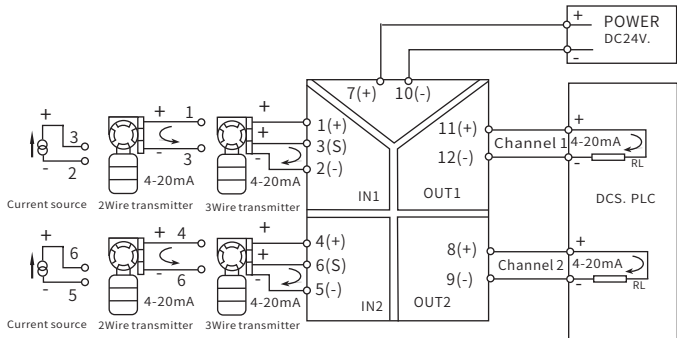 + POWER
DC24V.
-
7(+) 10(-)
+ 3
- 2
Current source
+ 1
- 3
4-20mA
2Wire transmitter
+
+
-
4-20mA
3Wire transmitter
1(+)
3(S)
2(-)
IN1
11(+)
12(-)
OUT1
Channel 1
+
4-20mA
- RL
DCS. PLC
+ 6
- 5
Current source
+ 4
- 6
4-20mA
2Wire transmitter
+
+
-
4-20mA
3Wire transmitter
4(+)
6(S)
5(-)
IN2
8(+)
9(-)
OUT2
Channel 2
+
4-20mA
- RL